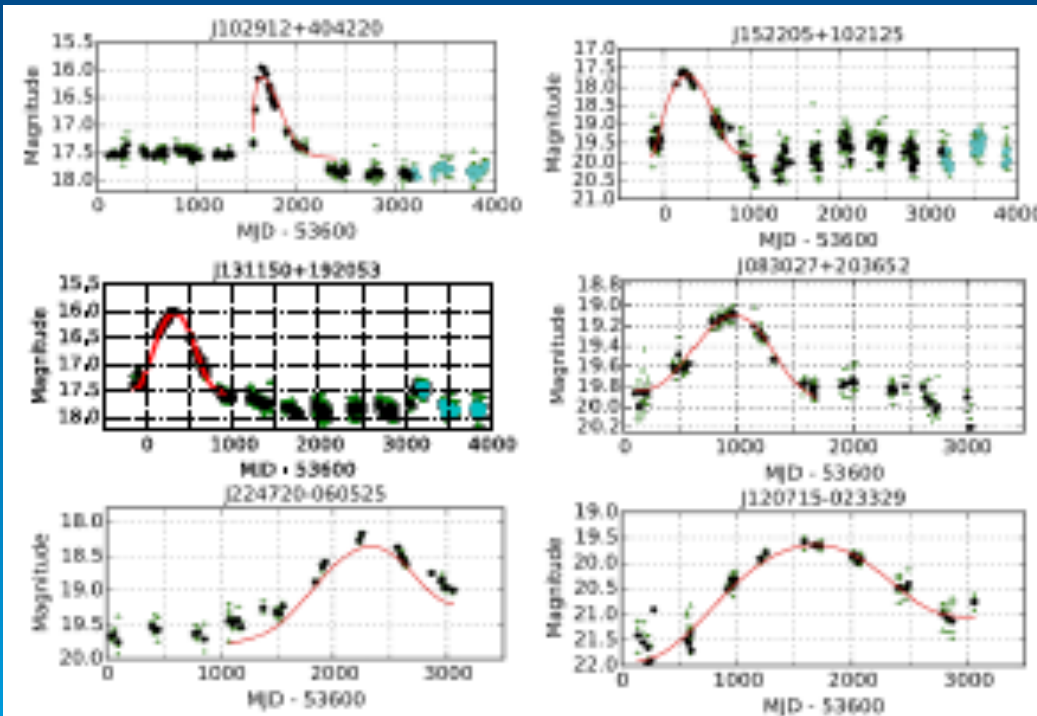 J102912+404220
Magnitude
15.5
16.0
16.5
17.0
17.5
18.0
0 1000 2000 3000 4000
MJD - 53600
J152205+102125
Magnitude
17.0
17.5
18.0
18.5
19.0
19.5
20.0
20.5
21.0
0 1000 2000 3000 4000
MJD - 53600
J131150+192053
Magnitude
15.5
16.0
16.5
17.0
17.5
18.0
0 1000 2000 3000 4000
MJD - 53600
J083027+203652
Magnitude
18.8
19.0
19.2
19.4
19.6
19.8
20.0
20.2
0 1000 2000 3000
MJD - 53600
J224720-060525
Magnitude
18.0
18.5
19.0
19.5
20.0
0 1000 2000 3000
MJD - 53600
J120715-023329
Magnitude
19.0
19.5
20.0
20.5
21.0
21.5
22.0
0 1000 2000 3000
MJD - 53600